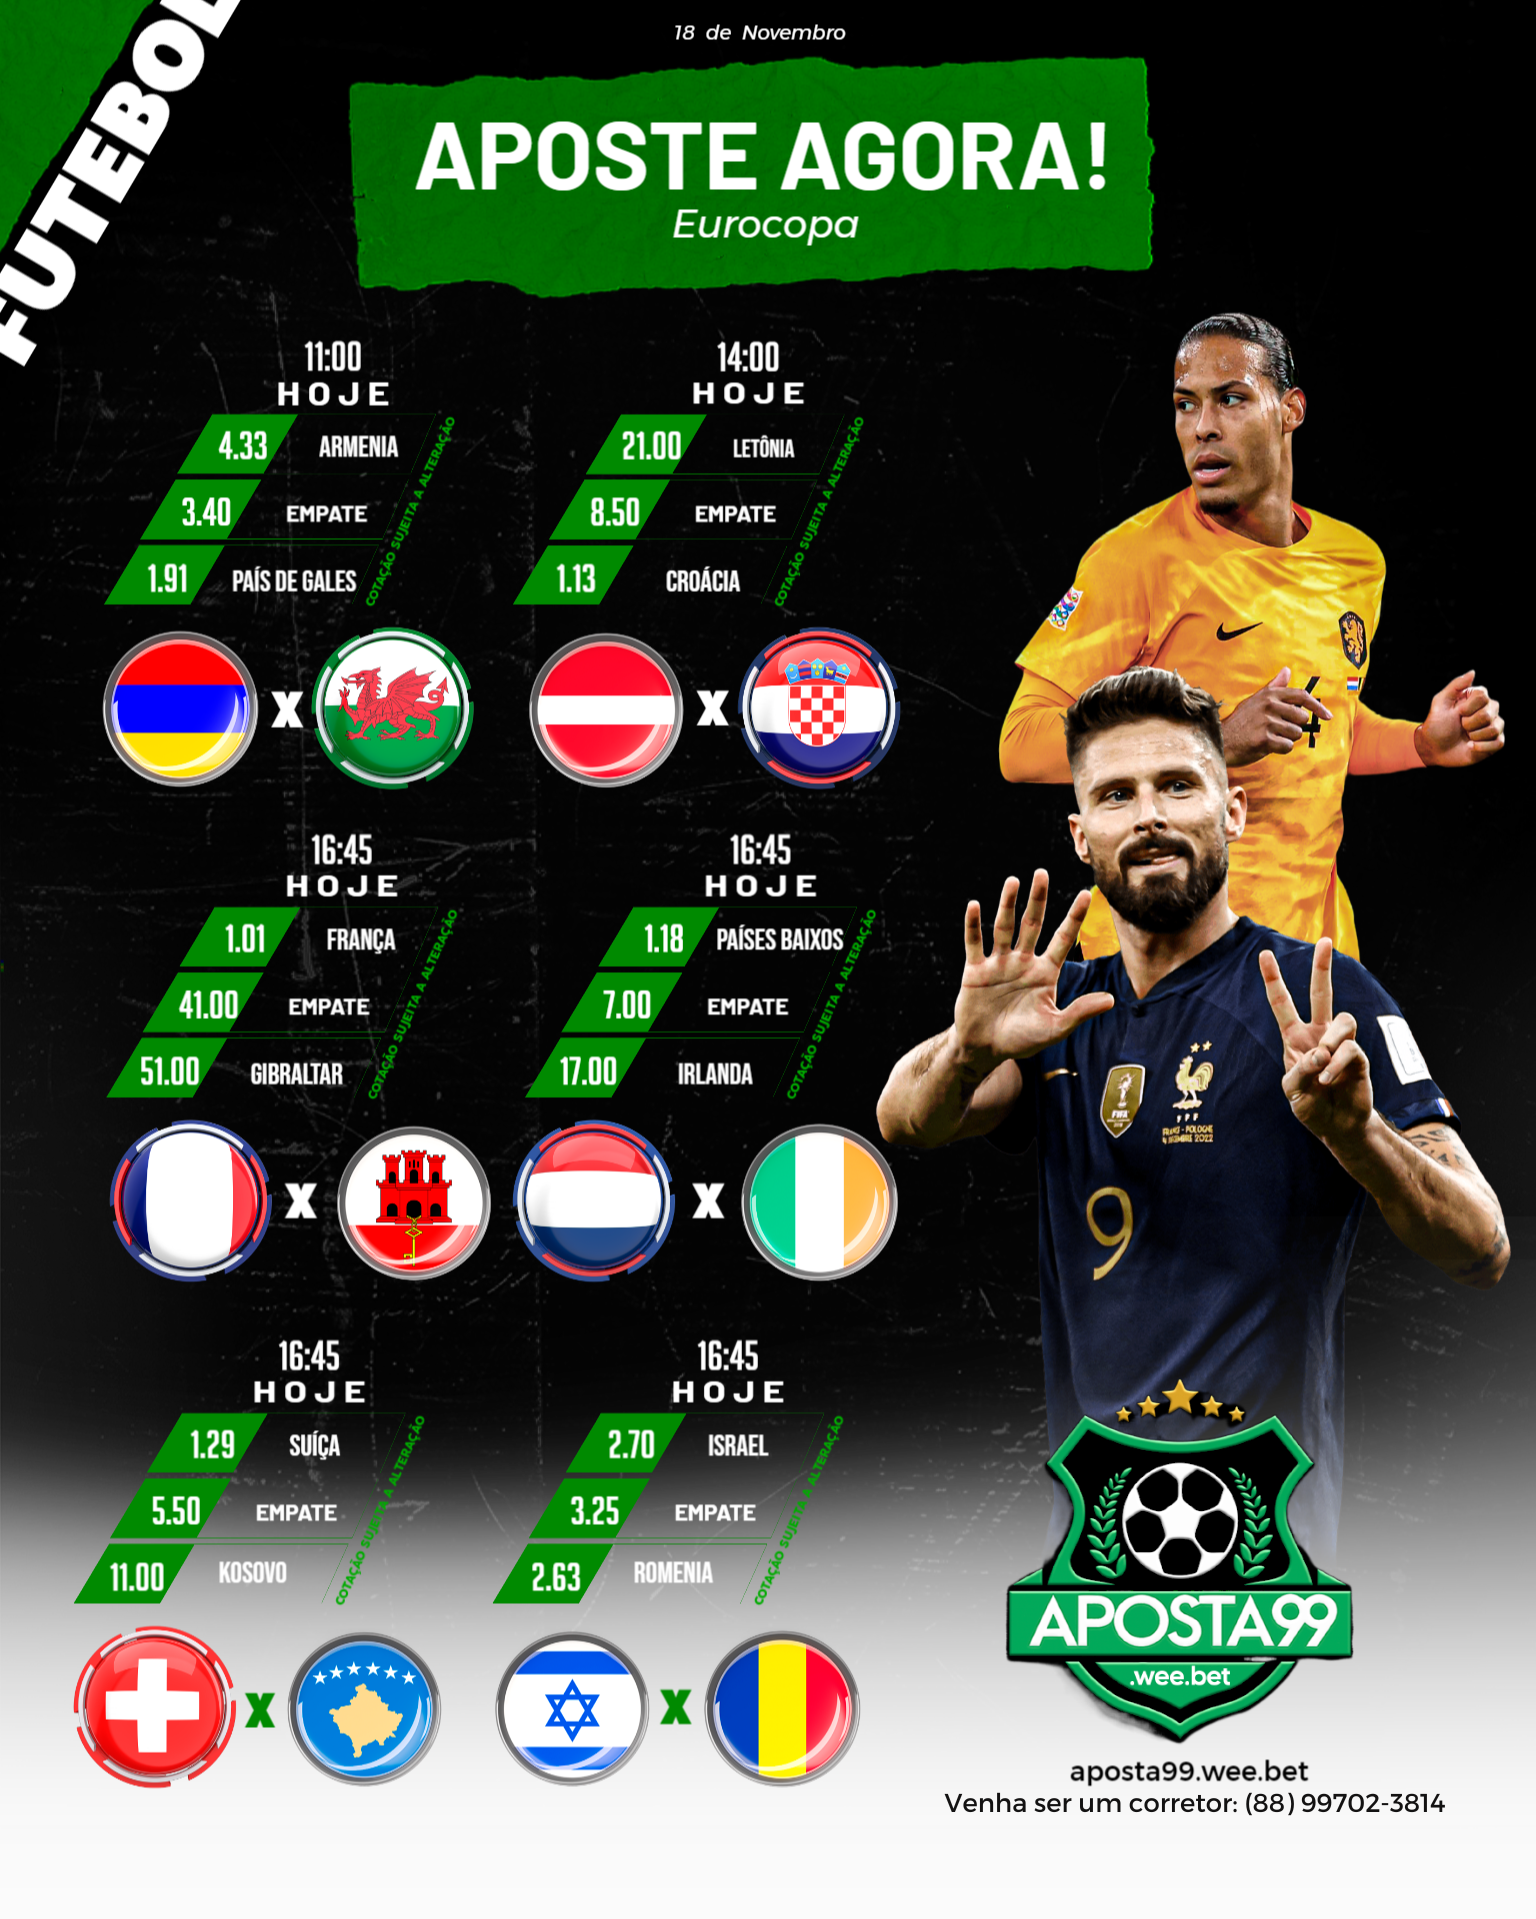 18 de Novembro
FUTEBOL
APOSTE AGORA!
Eurocopa
11:00
HOJE
4.33 ARMENIA
3.40 EMPATE
1.91 PAÍS DE GALES
COTAÇÃO SUJEITA A ALTERAÇÃO
X
14:00
HOJE
21.00 LETÔNIA
8.50 EMPATE
1.13 CROÁCIA
COTAÇÃO SUJEITA A ALTERAÇÃO
X
16:45
HOJE
1.01 FRANÇA
41.00 EMPATE
51.00 GIBRALTAR
COTAÇÃO SUJEITA A ALTERAÇÃO
X
16:45
HOJE
1.18 PAÍSES BAIXOS
7.00 EMPATE
17.00 IRLANDA
COTAÇÃO SUJEITA A ALTERAÇÃO
X
16:45
HOJE
1.29 SUÍÇA
5.50 EMPATE
11.00 KOSOVO
COTAÇÃO SUJEITA A ALTERAÇÃO
X
16:45
HOJE
2.70 ISRAEL
3.25 EMPATE
2.63 ROMENIA
COTAÇÃO SUJEITA A ALTERAÇÃO
X
4
FIFA
FFF
POLOGNE
2022
9
APOSTA99
.wee.bet
aposta99.wee.bet
Venha ser um corretor: (88) 99702-3814